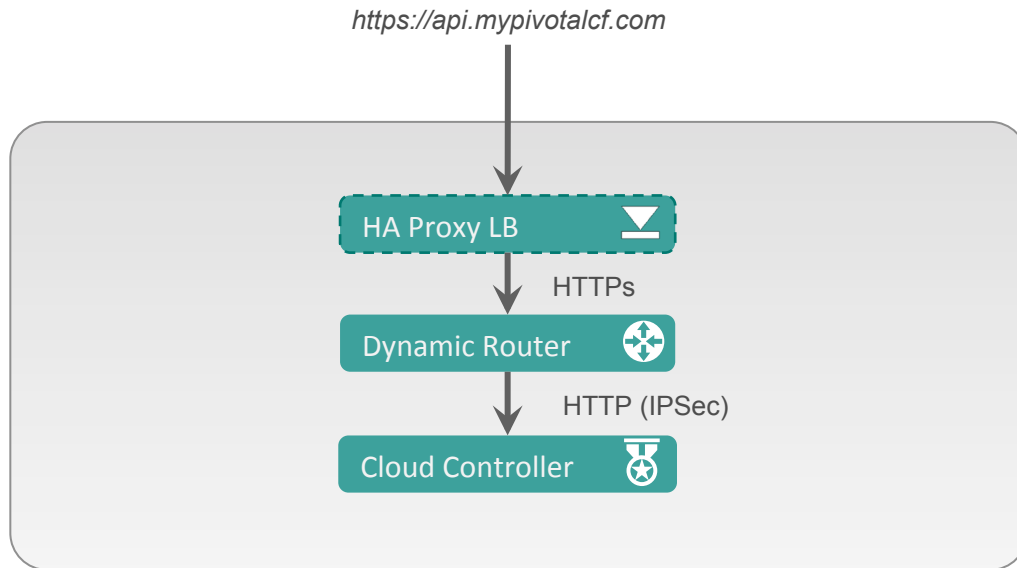 https://api.mypivotalcf.com
HA Proxy LB
HTTPs
Dynamic Router
HTTP (IPSec)
Cloud Controller